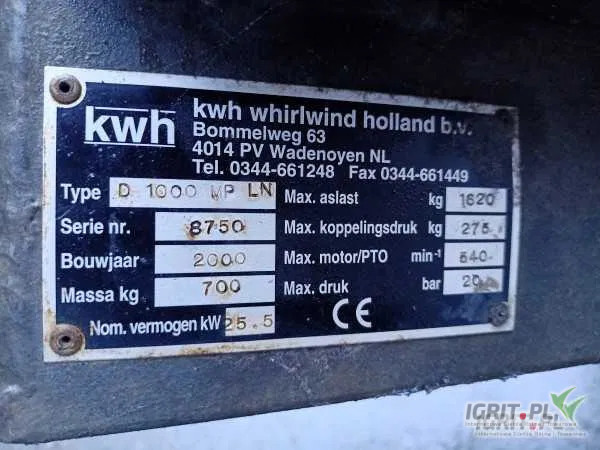 kwh
kwh whirlwind holland b.v.
Bommelweg 63
4014 PV Wadenoyen NL
Tel. 0344-661248 Fax 0344-661449
Type D 1000 MP LN
Serie nr. 8750
Bouwjaar 2000
Massa kg 700
Nom. vermogen kW 25.5
Max. aslast kg 1620
Max. koppelingsdruk kg 275
Max. motor/PTO min-1 540
Max. druk bar 20
CE
IGRIT.PL